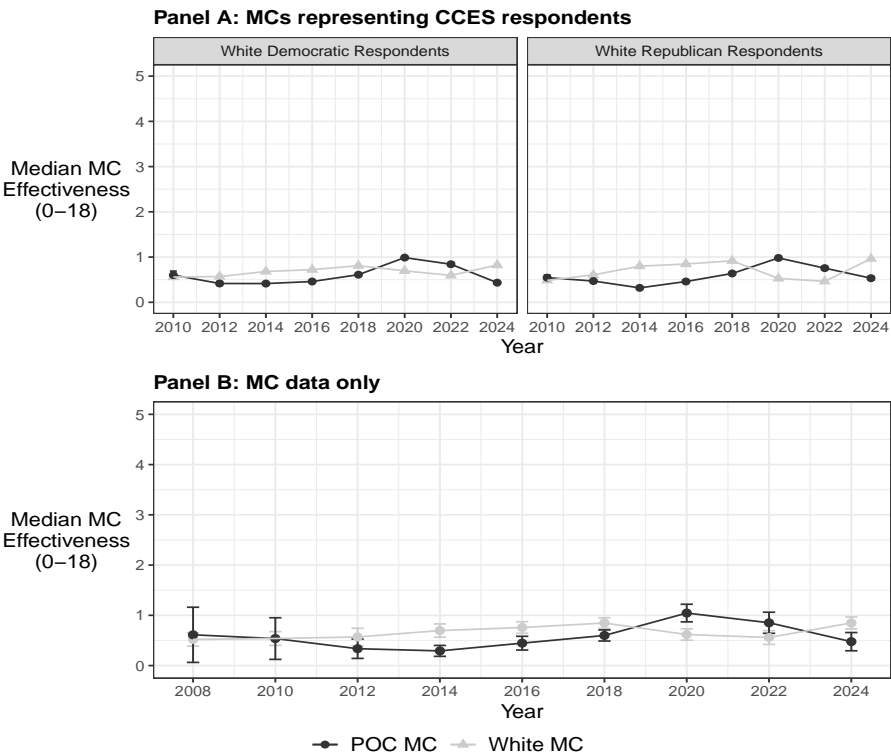 Panel A: MCs representing CCES respondents
White Democratic Respondents
White Republican Respondents
Median MC
Effectiveness
(0−18)
5
4
3
2
1
0
2010 2012 2014 2016 2018 2020 2022 2024
2010 2012 2014 2016 2018 2020 2022 2024
Year
Panel B: MC data only
Median MC
Effectiveness
(0−18)
5
4
3
2
1
0
2008 2010 2012 2014 2016 2018 2020 2022 2024
Year
POC MC White MC